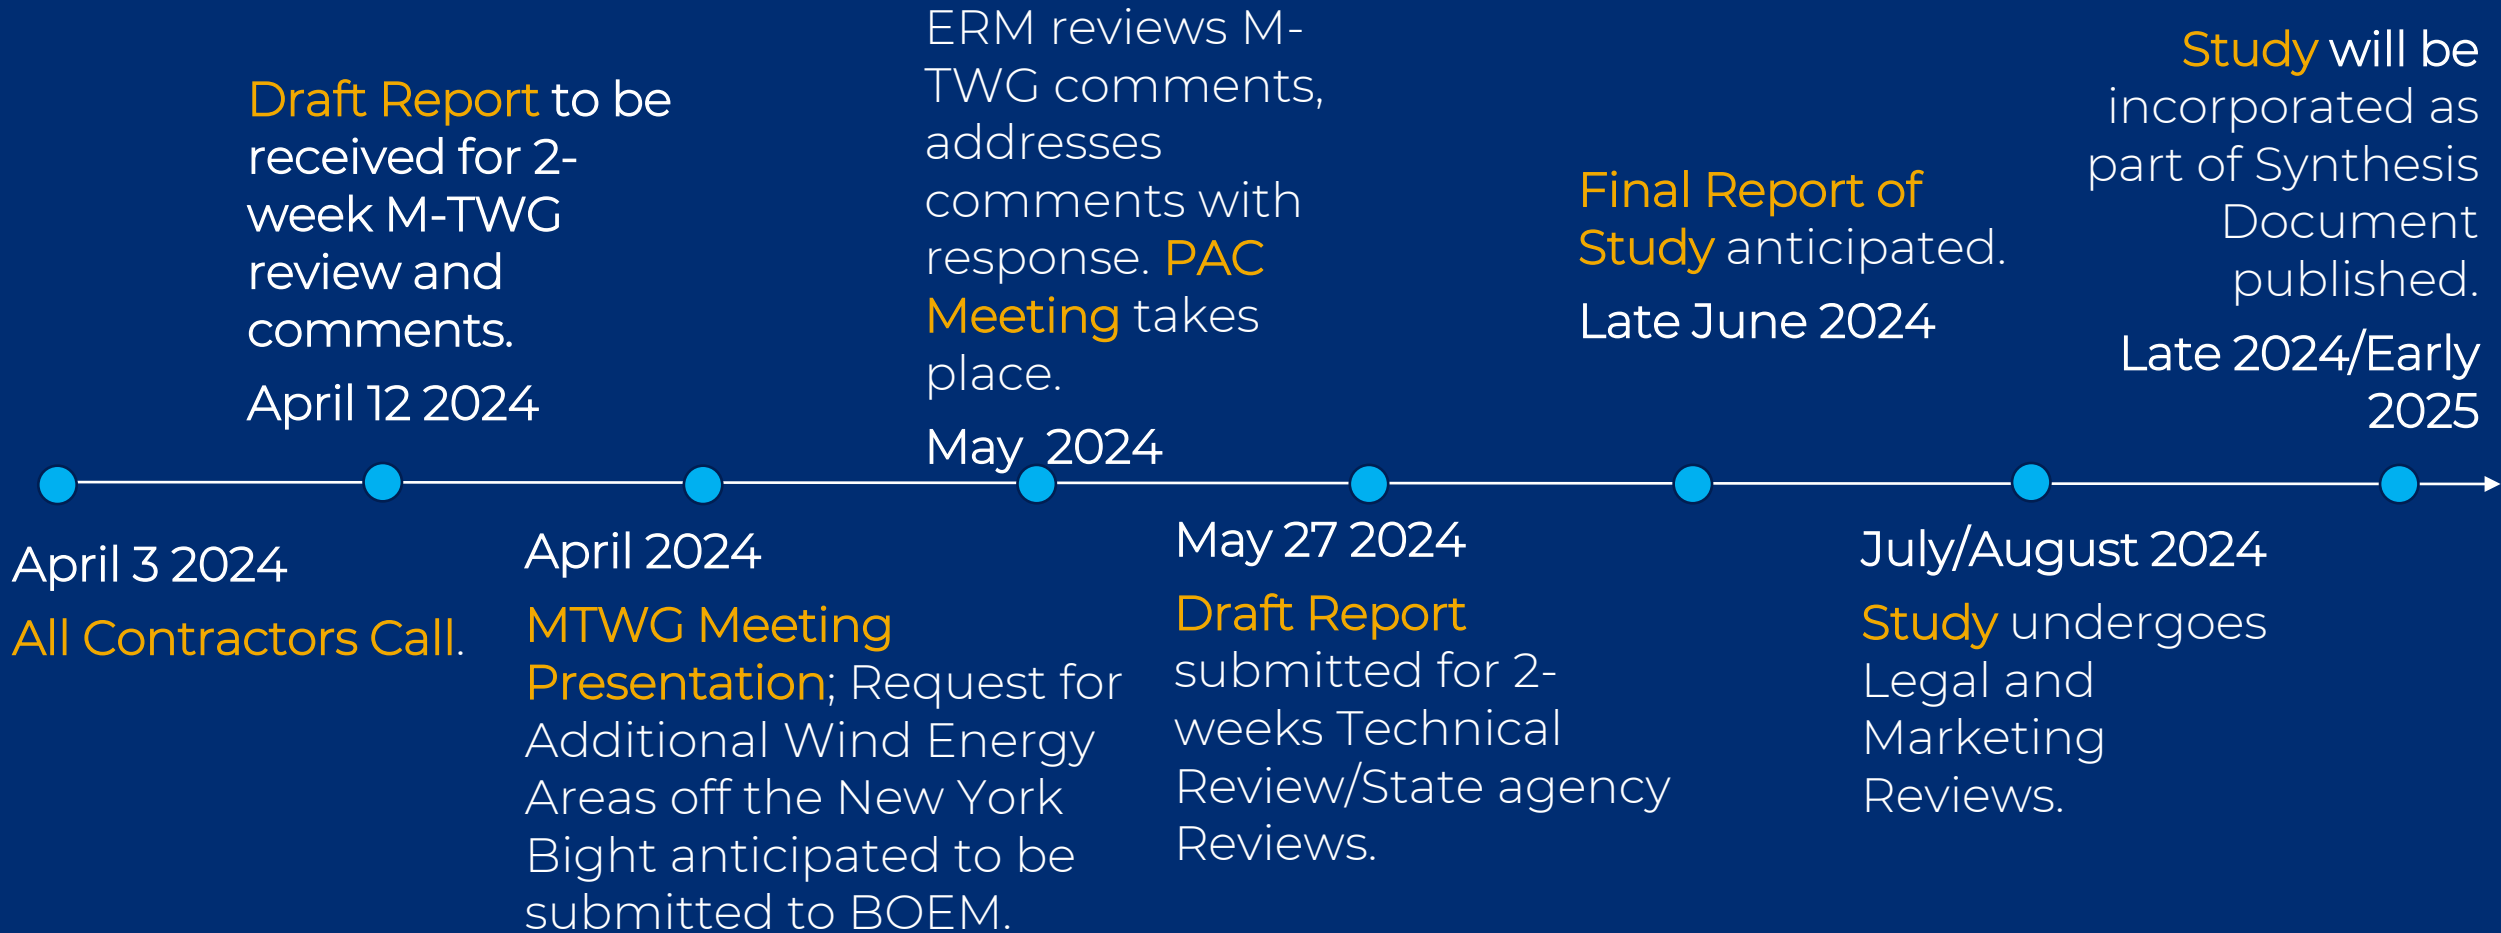 April 3 2024
All Contractors Call.
Draft Report to be
received for 2-
week M-TWG
review and
comments.
April 12 2024
April 2024
MTWG Meeting
Presentation; Request for
Additional Wind Energy
Areas off the New York
Bight anticipated to be
submitted to BOEM.
ERM reviews M-
TWG comments,
addresses
comments with
response. PAC
Meeting takes
place.
May 2024
May 27 2024
Draft Report
submitted for 2-
weeks Technical
Review/State agency
Reviews.
Final Report of
Study anticipated.
Late June 2024
July/August 2024
Study undergoes
Legal and
Marketing
Reviews.
Study will be
incorporated as
part of Synthesis
Document
published.
Late 2024/Early
2025